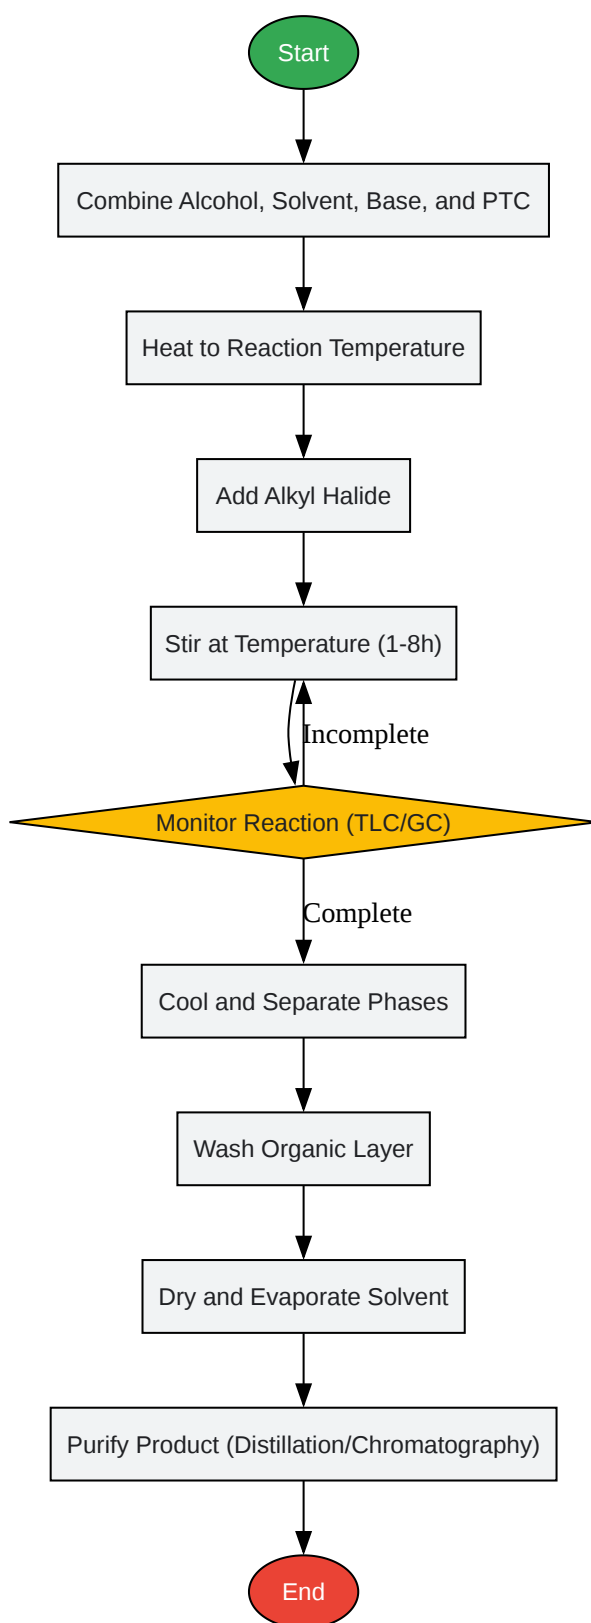 Start
Combine Alcohol, Solvent, Base, and PTC
Heat to Reaction Temperature
Add Alkyl Halide
Stir at Temperature (1-8h)
Incomplete
Monitor Reaction (TLC/GC)
Complete
Cool and Separate Phases
Wash Organic Layer
Dry and Evaporate Solvent
Purify Product (Distillation/Chromatography)
End